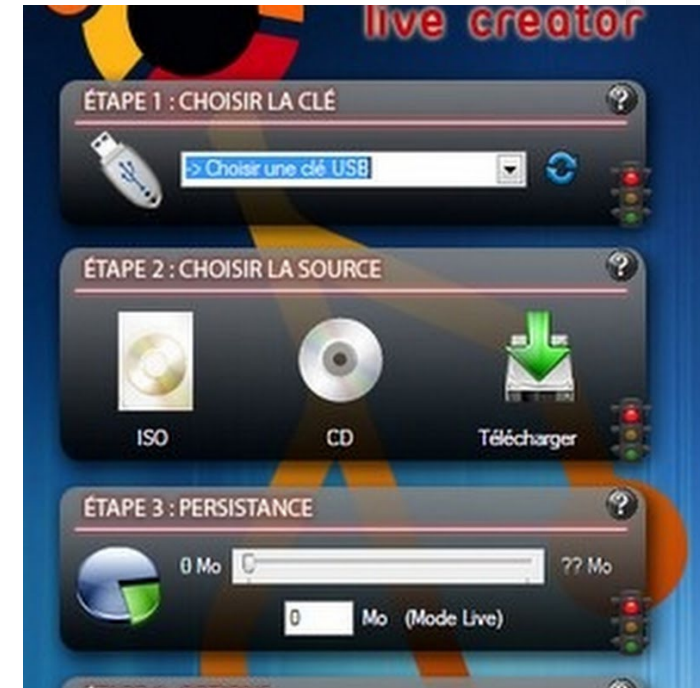 live creator
ÉTAPE 1 : CHOISIR LA CLÉ
?
-> Choisir une clé USB
ÉTAPE 2 : CHOISIR LA SOURCE
?
ISO
CD
Télécharger
ÉTAPE 3 : PERSISTANCE
?
0 Mo
?? Mo
0
Mo (Mode Live)